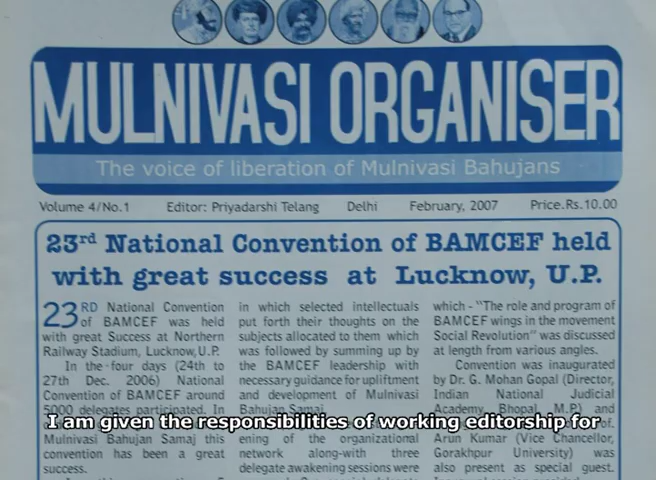 MULNIVASI ORGANISER
The voice of liberation of Mulnivasi Bahujans
Volume 4/No.1 Editor: Priyadarshi Telang Delhi February, 2007 Price.Rs.10.00
23rd National Convention of BAMCEF held
with great success at Lucknow, U.P.
23RD National Convention
of BAMCEF was held
with great Success at Northern
Railway Stadium, Lucknow,U.P.
In the four days (24th to
27th Dec. 2006) National
Convention of BAMCEF around
5000 delegates participated. In
Mulnivasi Bahujan Samaj this
convention has been a great
success.
in which selected intellectuals
put forth their thoughts on the
subjects allocated to them which
was followed by summing up by
the BAMCEF leadership with
necessary guidance for upliftment
and development of Mulnivasi
Bahujan Samaj
ening of the organizational
network along-with three
delegate awakening sessions were
which - "The role and program of
BAMCEF wings in the movement
Social Revolution" was discussed
at length from various angles.
Convention was inaugurated
by Dr. G. Mohan Gopal (Director,
Indian National Judicial
Academy, Bhopal, M.P.) and
Arun Kumar (Vice Chancellor,
Gorakhpur University) was
also present as special guest.
I am given the responsibilities of working editorship for